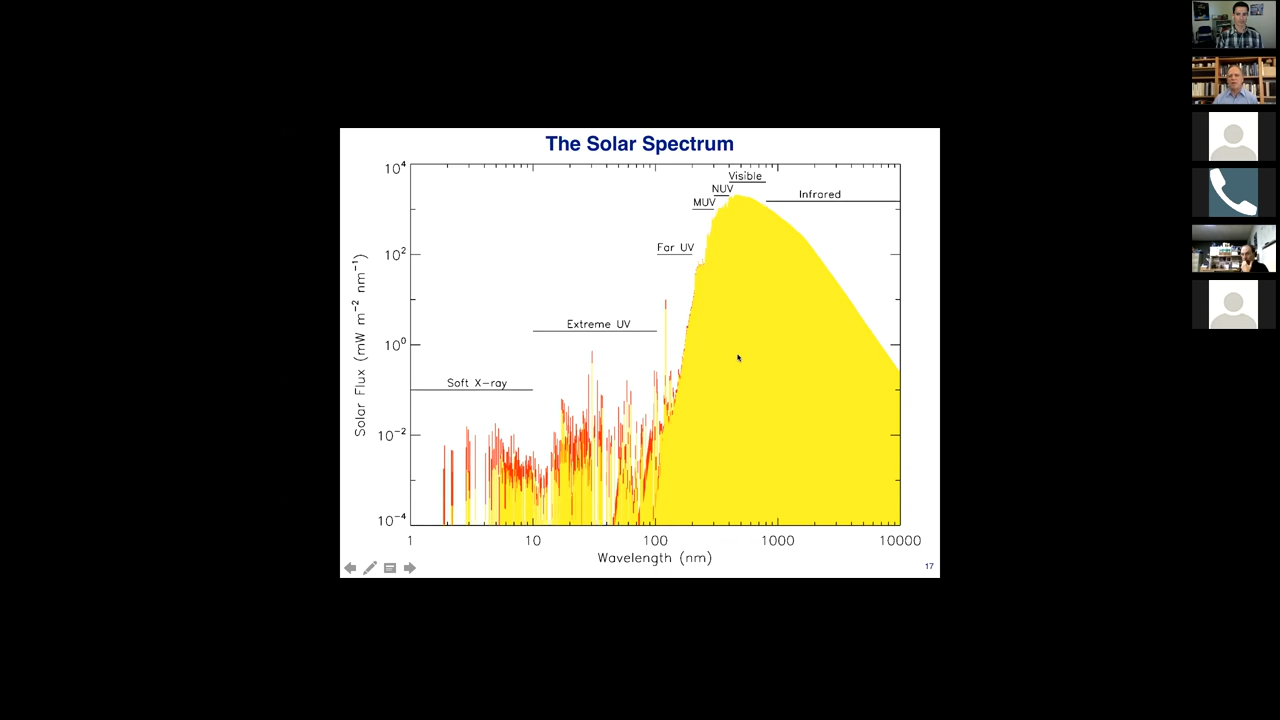 The Solar Spectrum
10⁴
10²
10⁰
10⁻²
10⁻⁴
Solar Flux (mW m⁻² nm⁻¹)
Visible
NUV
Infrared
MUV
Far UV
Extreme UV
Soft X-ray
1 10 100 1000 10000
Wavelength (nm)
17